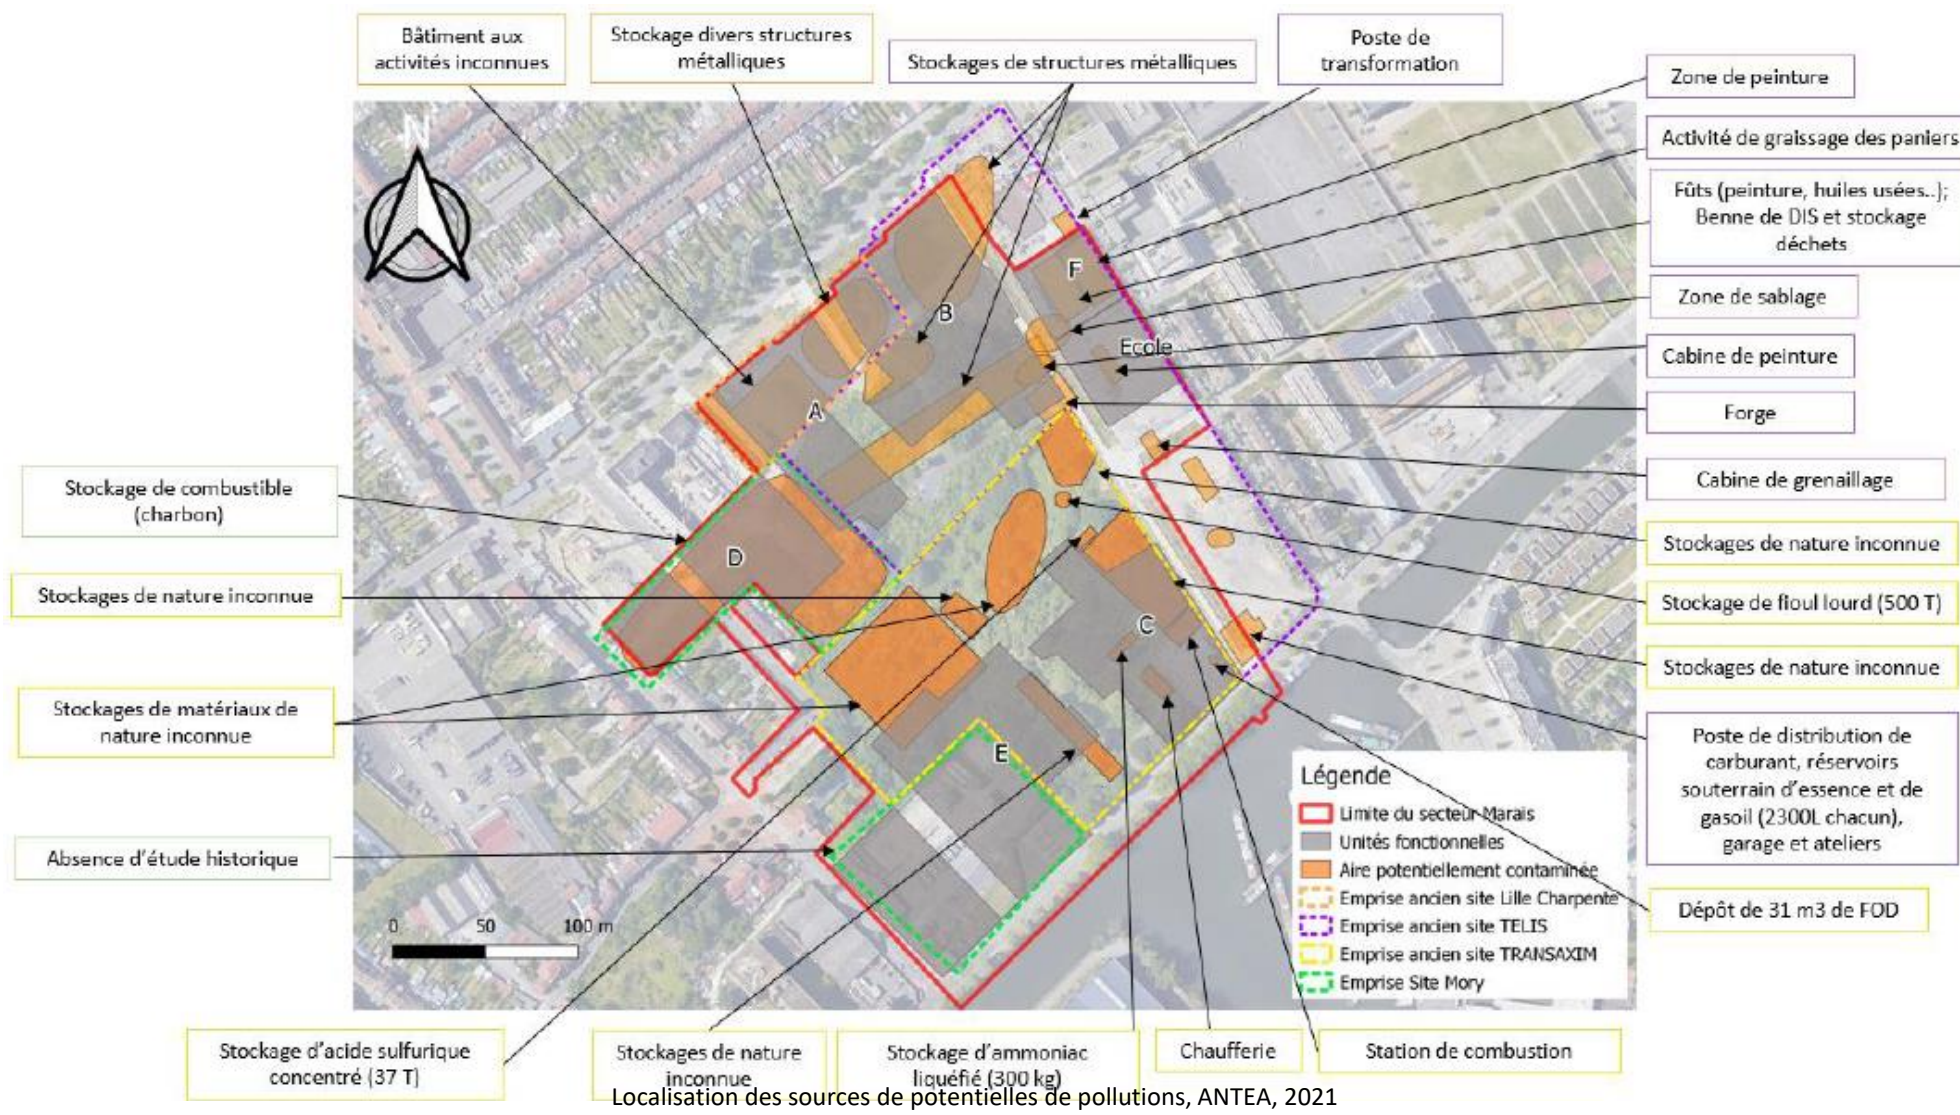 Bâtiment aux
activités inconnues
Stockage divers structures
métalliques
Stockages de structures métalliques
Poste de
transformation
Zone de peinture
Activité de graissage des paniers
Fûts (peinture, huiles usées..);
Benne de DIS et stockage
déchets
Zone de sablage
Cabine de peinture
Forge
Cabine de grenaillage
Stockages de nature inconnue
Stockage de fioul lourd (500 T)
Stockages de nature inconnue
Poste de distribution de
carburant, réservoirs
souterrain d'essence et de
gasoil (2300L chacun),
garage et ateliers
Dépôt de 31 m3 de FOD
Stockage de combustible
(charbon)
Stockages de nature inconnue
Stockages de matériaux de
nature inconnue
Absence d'étude historique
N
F
B
Ecole
A
D
C
E
0 50 100 m
Légende
Limite du secteur Marais
Unités fonctionnelles
Aire potentiellement contaminée
Emprise ancien site Lille Charpente
Emprise ancien site TELIS
Emprise ancien site TRANSAXIM
Emprise Site Mory
Stockage d'acide sulfurique
concentré (37 T)
Stockages de nature
inconnue
Stockage d'ammoniac
liquéfié (300 kg)
Chaufferie
Station de combustion
Localisation des sources de potentielles de pollutions, ANTEA, 2021